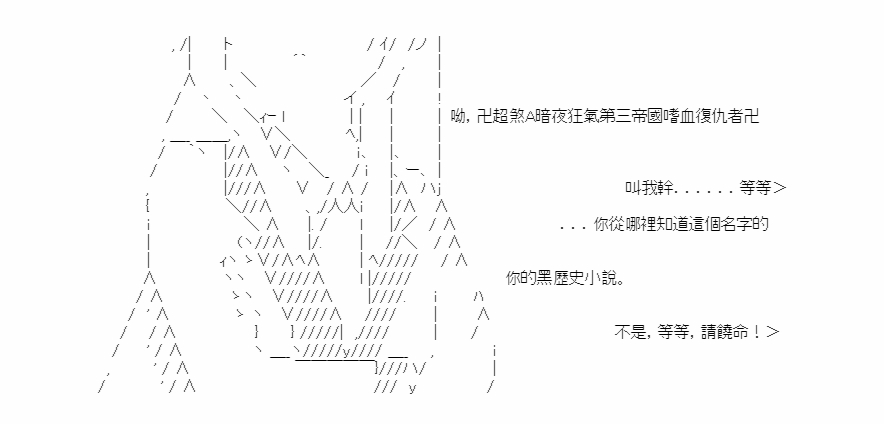 呦，卍超煞A暗夜狂氣第三帝國嗜血復仇者卍
叫我幹．．．．．．等等＞
．．．你從哪裡知道這個名字的
你的黑歷史小說。
不是，等等，請饒命！＞